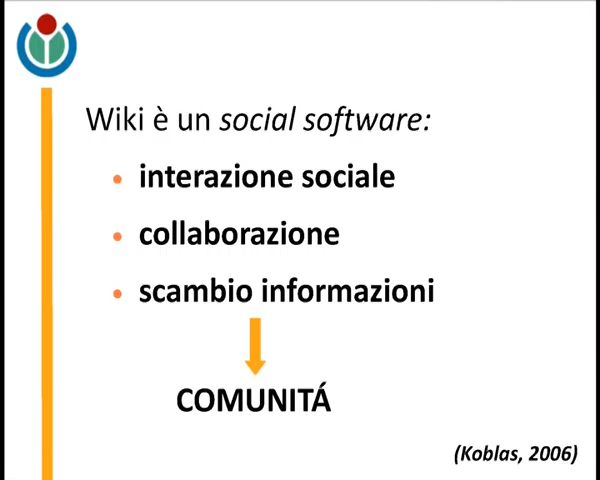 Wiki è un social software:
• interazione sociale
• collaborazione
• scambio informazioni
COMUNITÁ
(Koblas, 2006)